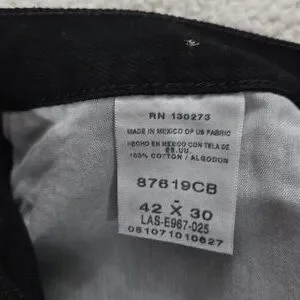 RN 130273
MADE IN MEXICO OF US FABRIC
HECHO EN MEXICO CON TELA DE
EE.UU.
100% COTTON / ALGODON
87619CB
-
42 X 30
LAS-E967-025
081071010627